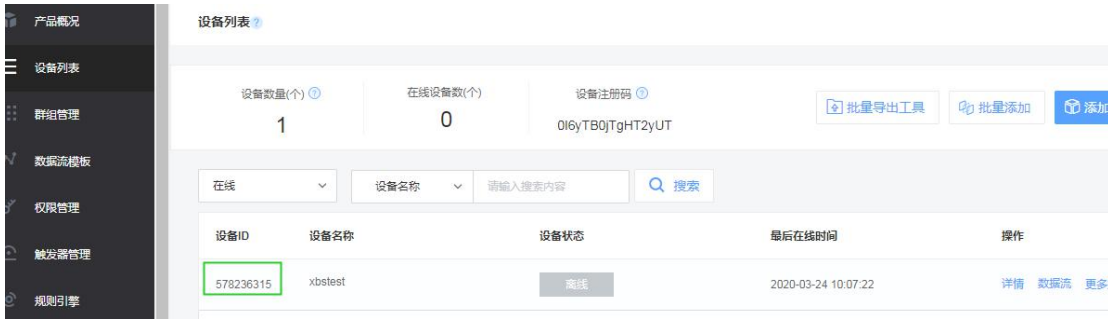 产品概况
设备列表
群组管理
数据流模板
权限管理
触发器管理
规则引擎
设备列表 ?
设备数量(个) ?
1
在线设备数(个)
0
设备注册码 ?
0I6yTB0jTgHT2yUT
批量导出工具
批量添加
添加
在线
设备名称
请输入搜索内容
搜索
设备ID 设备名称 设备状态 最后在线时间 操作
578236315 xbstest 离线 2020-03-24 10:07:22 详情 数据流 更多